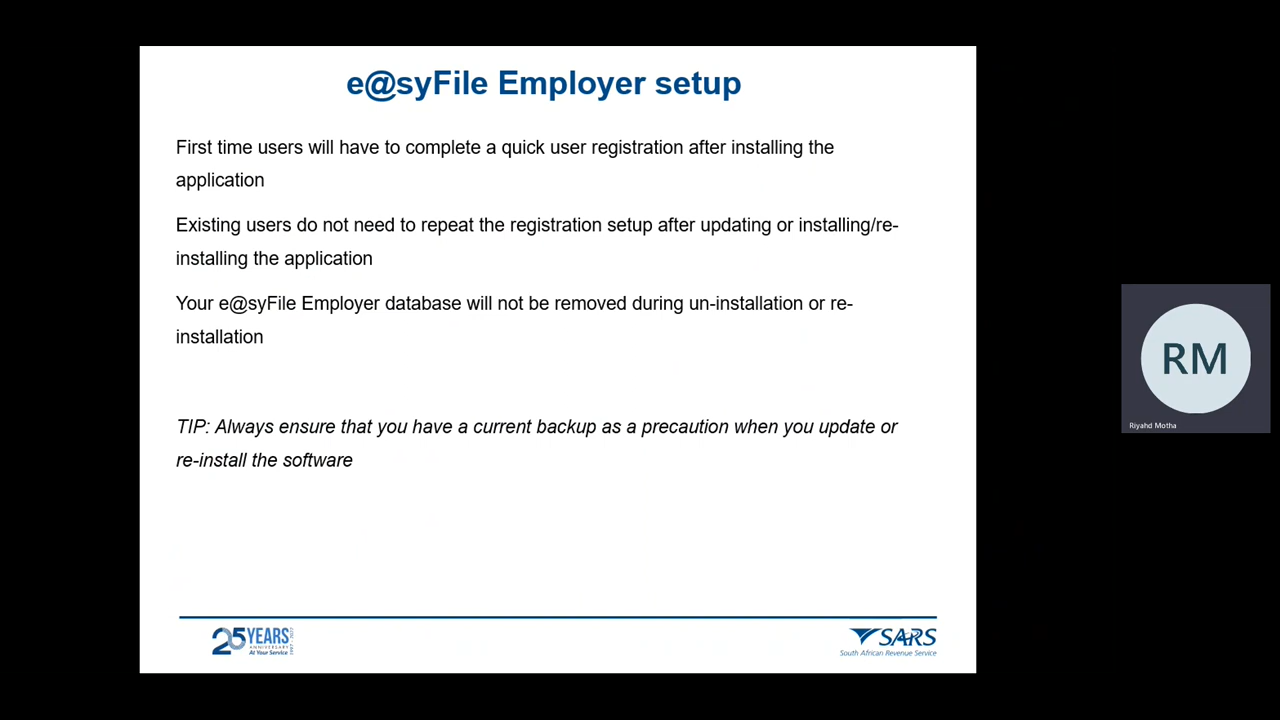 e@syFile Employer setup
First time users will have to complete a quick user registration after installing the
application
Existing users do not need to repeat the registration setup after updating or installing/re-
installing the application
Your e@syFile Employer database will not be removed during un-installation or re-
installation
TIP: Always ensure that you have a current backup as a precaution when you update or
re-install the software
25 YEARS
ANNIVERSARY
At Your Service
SARS
South African Revenue Service
RM
Riyahd Motha